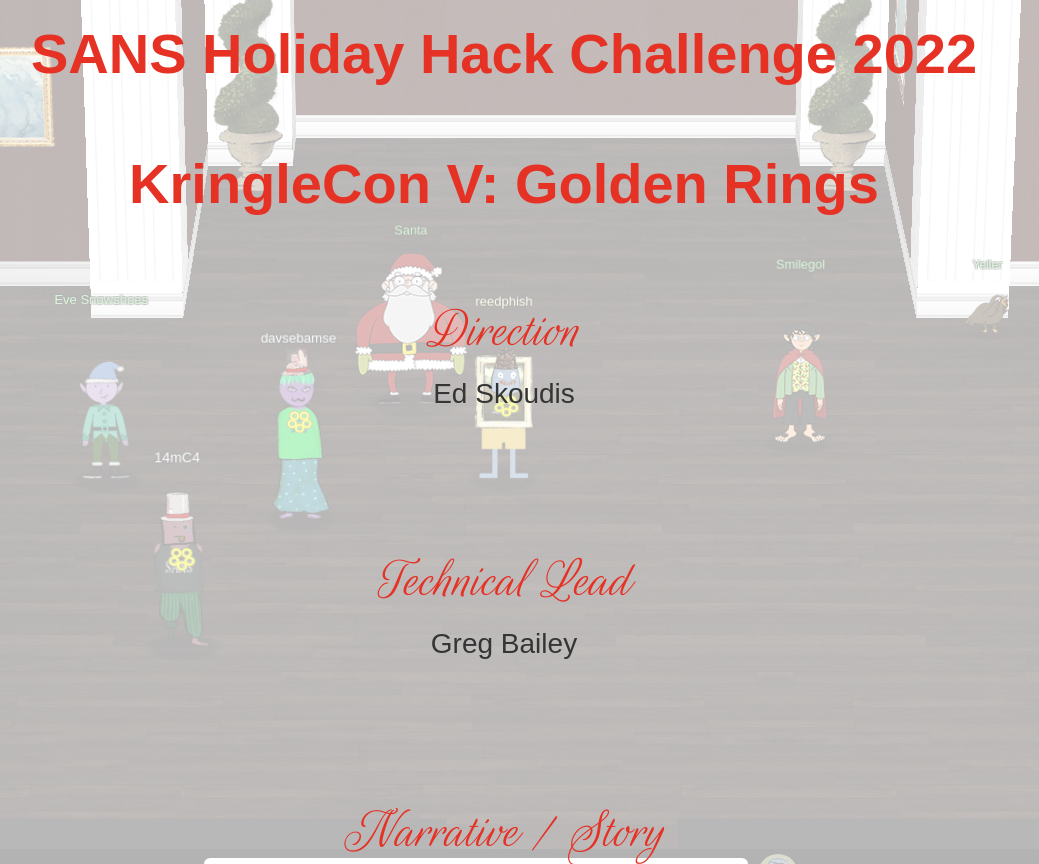 SANS Holiday Hack Challenge 2022
KringleCon V: Golden Rings
Santa
Smilegol
Yeller
Eve Snowshoes
reedphish
davsebamse
Direction
Ed Skoudis
14mC4
Technical Lead
Greg Bailey
Narrative / Story